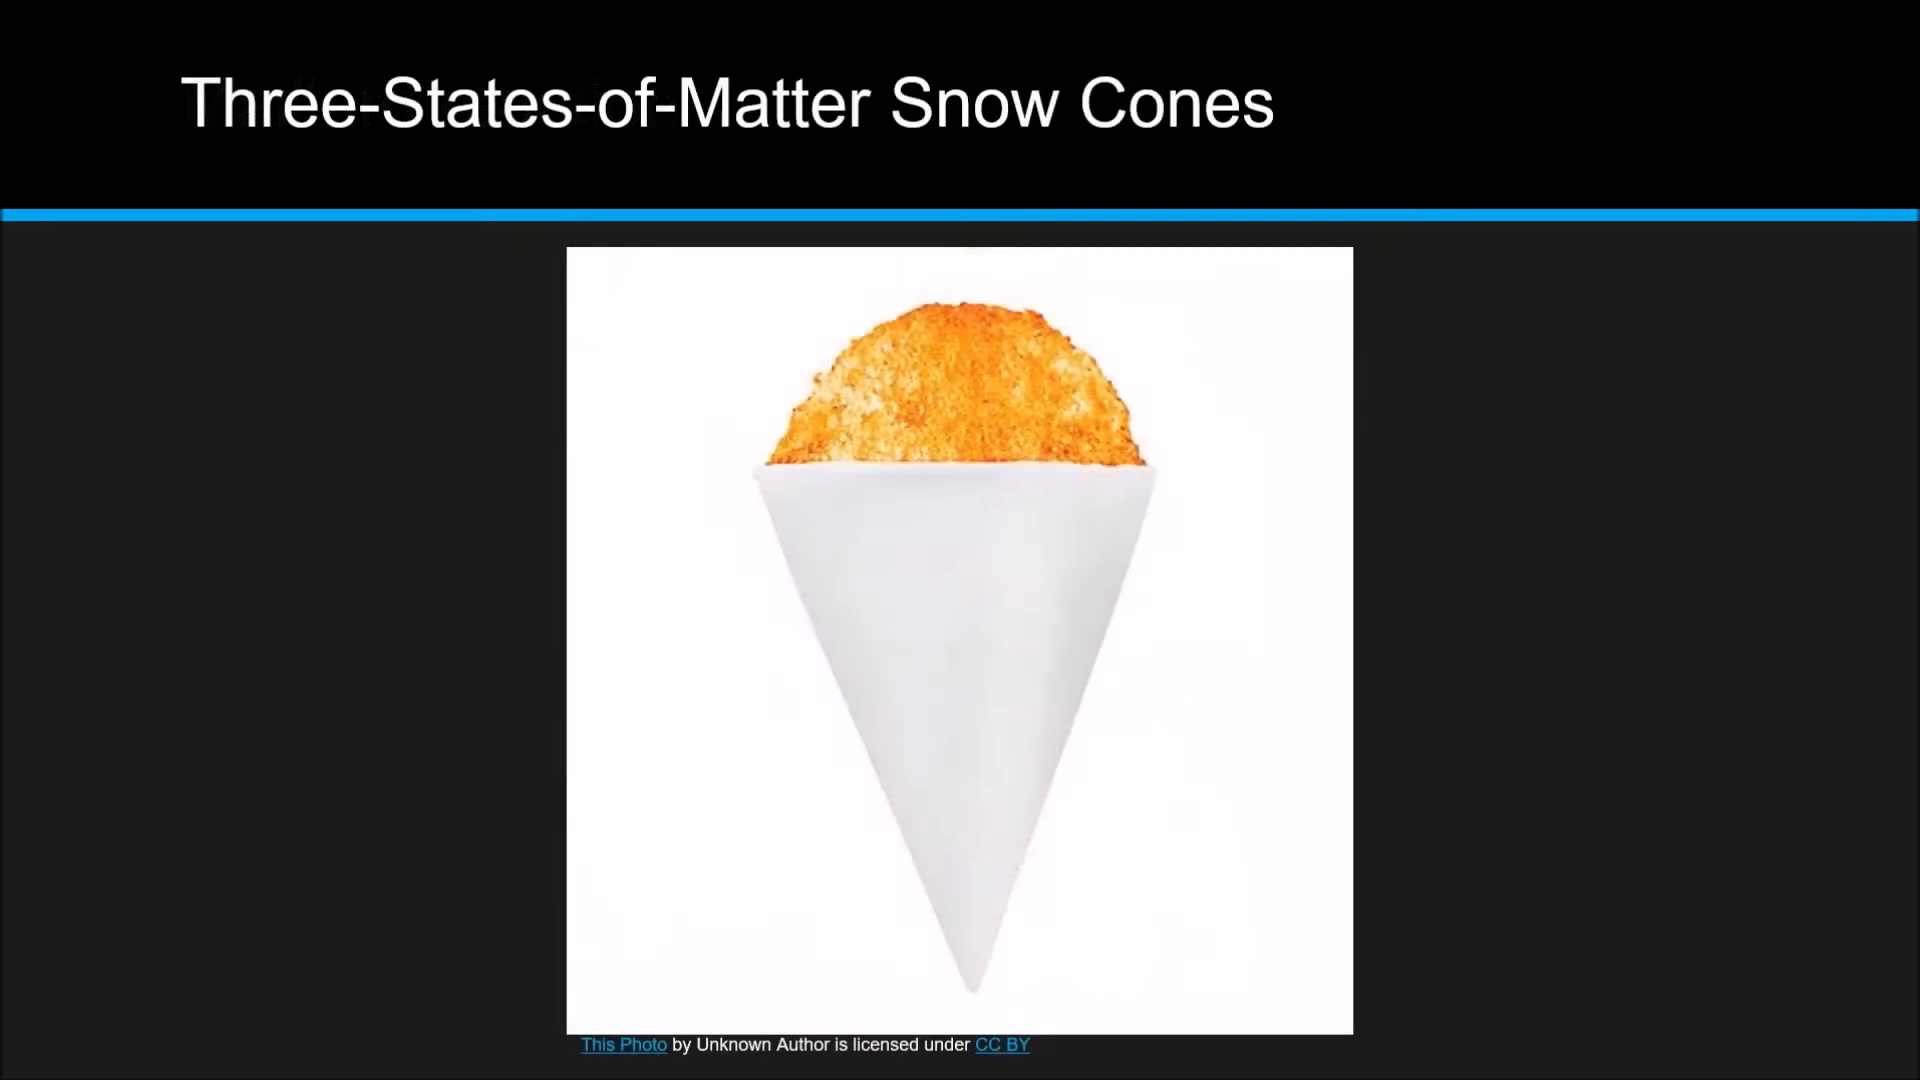 Three-States-of-Matter Snow Cones
This Photo by Unknown Author is licensed under CC BY